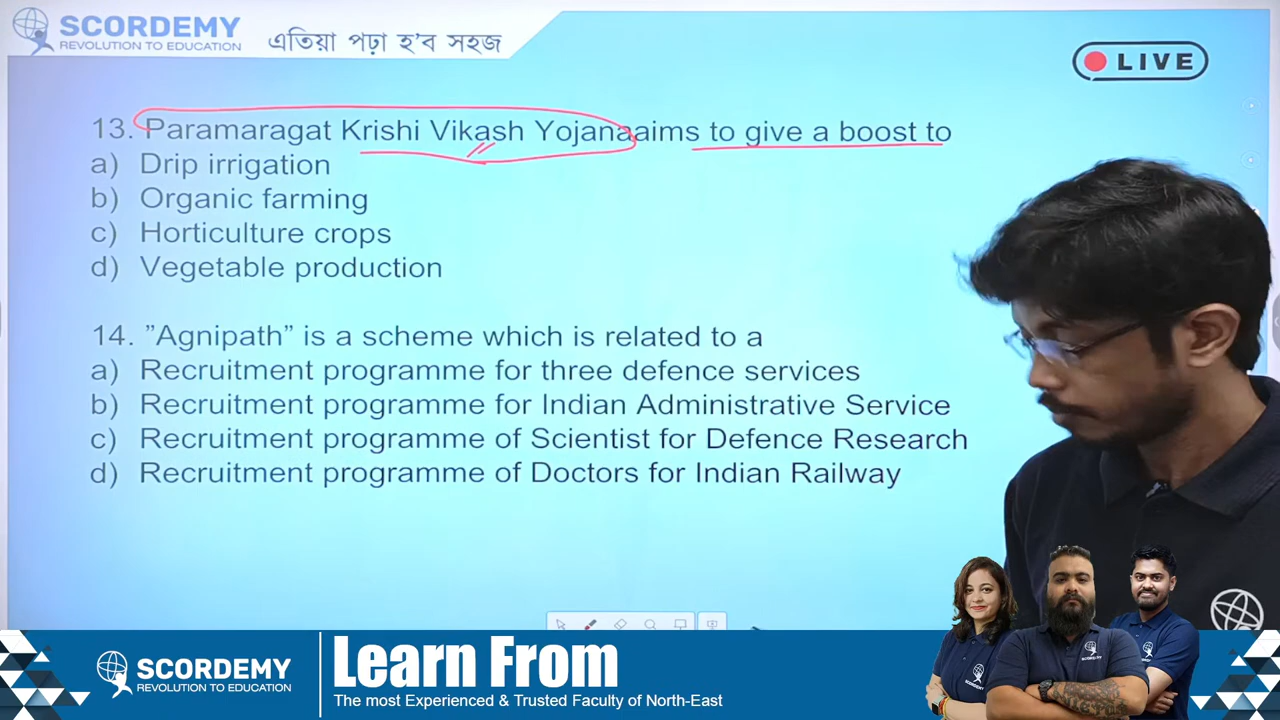 SCORDEMY
REVOLUTION TO EDUCATION
এতিয়া পঢ়া হ'ব সহজ
LIVE
13. Paramaragat Krishi Vikash Yojanaaims to give a boost to
a) Drip irrigation
b) Organic farming
c) Horticulture crops
d) Vegetable production
14. ”Agnipath” is a scheme which is related to a
a) Recruitment programme for three defence services
b) Recruitment programme for Indian Administrative Service
c) Recruitment programme of Scientist for Defence Research
d) Recruitment programme of Doctors for Indian Railway
SCORDEMY
REVOLUTION TO EDUCATION
Learn From
The most Experienced & Trusted Faculty of North-East